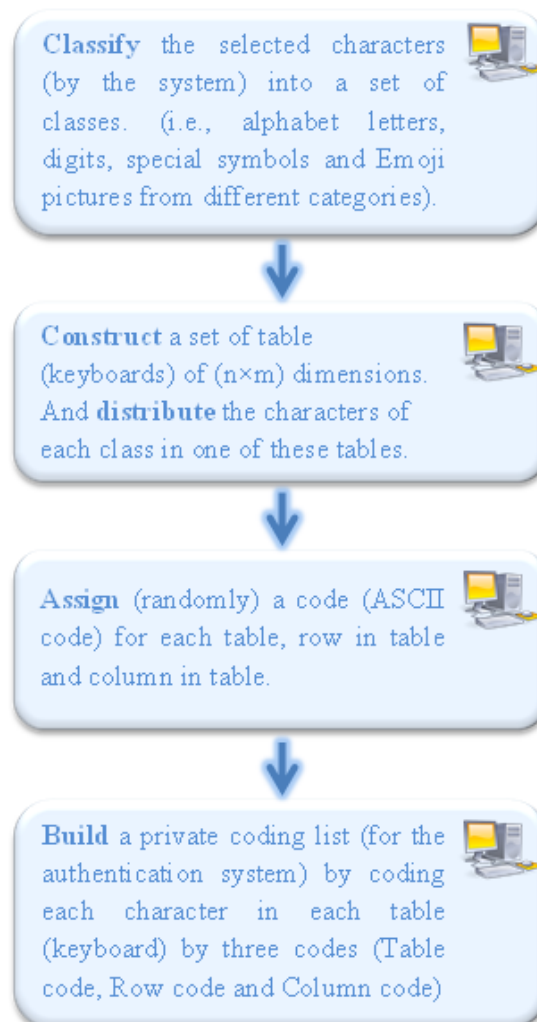 Classify the selected characters
(by the system) into a set of
classes. (i.e., alphabet letters,
digits, special symbols and Emoji
pictures from different categories).
Construct a set of table
(keyboards) of (n×m) dimensions.
And distribute the characters of
each class in one of these tables.
Assign (randomly) a code (ASCII
code) for each table, row in table
and column in table.
Build a private coding list (for the
authentication system) by coding
each character in each table
(keyboard) by three codes (Table
code, Row code and Column code)